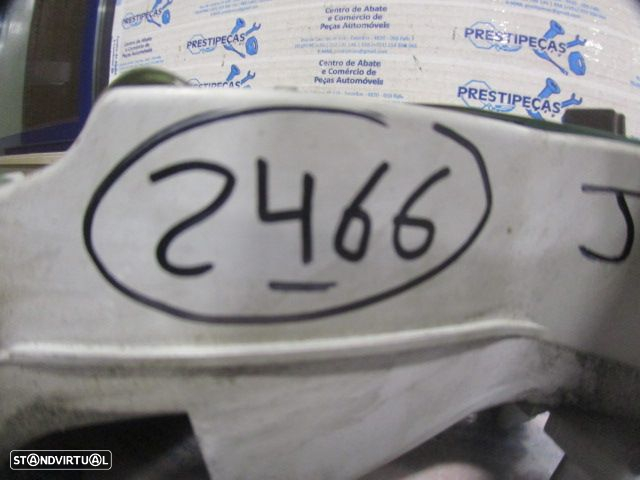 Centro de Abate
e Comércio de
Peças Automóveis
PRESTIPEÇAS
Centro de Abate
e Comércio de
Peças Automóveis
PRESTIPEÇAS
PRESTIPEÇAS
PRESTIPEÇAS
2466
J
STANDVIRTUAL